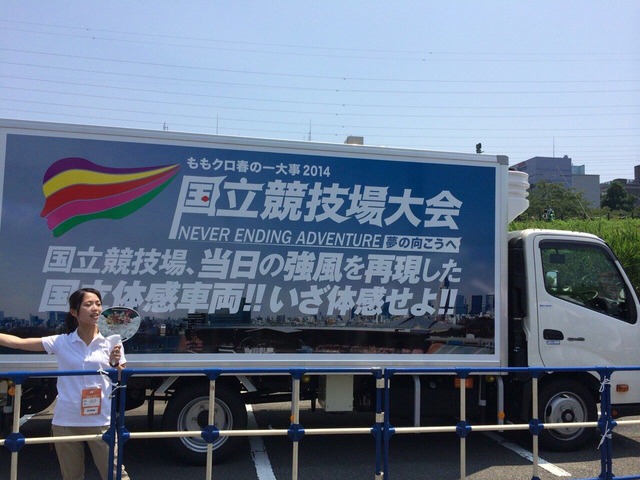 ももクロ春の一大事2014
国立競技場大会
NEVER ENDING ADVENTURE 夢の向こうへ
国立競技場、当日の強風を再現した
国立体感車両!! いざ体感せよ!!